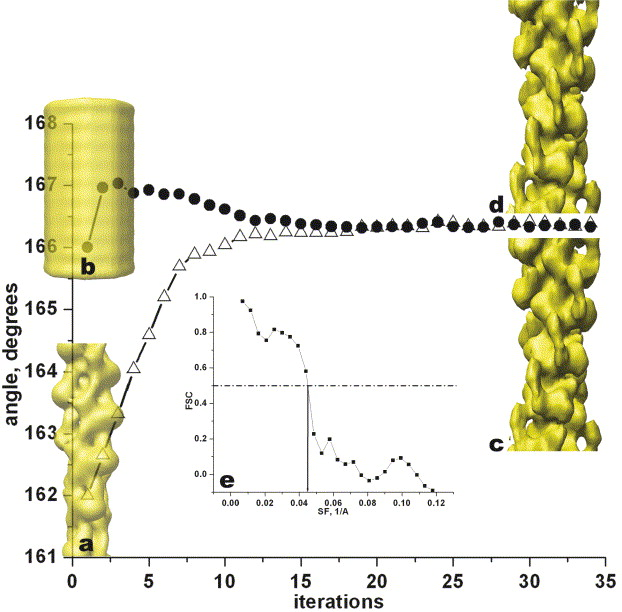 168
167
166
165
164
163
162
161
angle, degrees
b
a
d
c
1.0
0.8
0.6
0.4
0.2
0.0
FSC
e
0.00 0.02 0.04 0.06 0.08 0.10 0.12
SF, 1/A
0 5 10 15 20 25 30 35
iterations